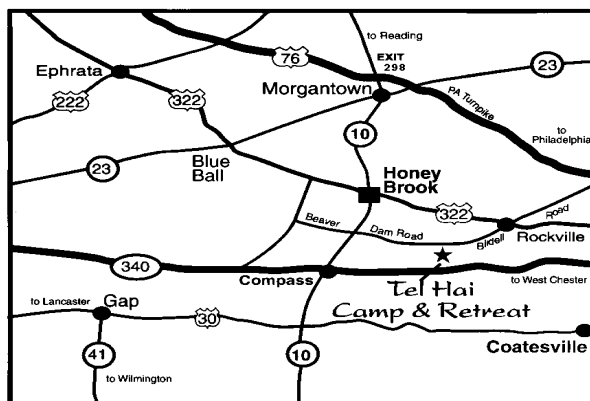 to Reading
76
EXIT
298
23
Ephrata
Morgantown
222
322
PA Turnpike
to
Philadelphia
10
Blue
Ball
23
Honey
Brook
322
Beaver
Dam Road
Birdell
Road
Rockville
340
Compass
to West Chester
Tel Hai
Camp & Retreat
to Lancaster
Gap
30
Coatesville
41
10
to Wilmington